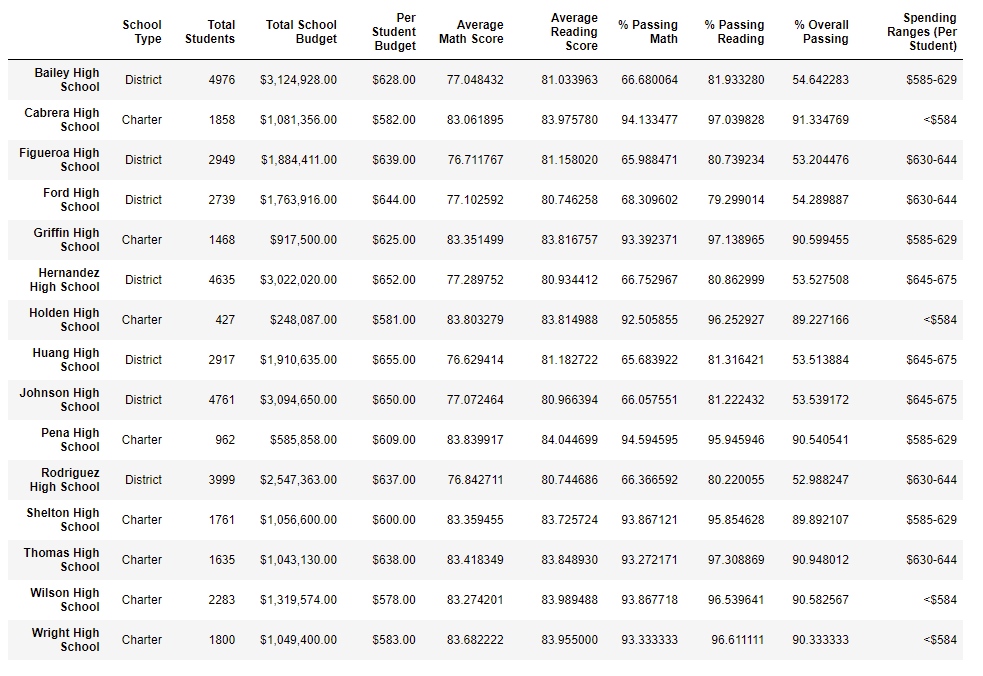 School Type Total Students Total School Budget Per Student Budget Average Math Score Average Reading Score % Passing Math % Passing Reading % Overall Passing Spending Ranges (Per Student)
Bailey High School District 4976 $3,124,928.00 $628.00 77.048432 81.033963 66.680064 81.933280 54.642283 $585-629
Cabrera High School Charter 1858 $1,081,356.00 $582.00 83.061895 83.975780 94.133477 97.039828 91.334769 <$584
Figueroa High School District 2949 $1,884,411.00 $639.00 76.711767 81.158020 65.988471 80.739234 53.204476 $630-644
Ford High School District 2739 $1,763,916.00 $644.00 77.102592 80.746258 68.309602 79.299014 54.289887 $630-644
Griffin High School Charter 1468 $917,500.00 $625.00 83.351499 83.816757 93.392371 97.138965 90.599455 $585-629
Hernandez High School District 4635 $3,022,020.00 $652.00 77.289752 80.934412 66.752967 80.862999 53.527508 $645-675
Holden High School Charter 427 $248,087.00 $581.00 83.803279 83.814988 92.505855 96.252927 89.227166 <$584
Huang High School District 2917 $1,910,635.00 $655.00 76.629414 81.182722 65.683922 81.316421 53.513884 $645-675
Johnson High School District 4761 $3,094,650.00 $650.00 77.072464 80.966394 66.057551 81.222432 53.539172 $645-675
Pena High School Charter 962 $585,858.00 $609.00 83.839917 84.044699 94.594595 95.945946 90.540541 $585-629
Rodriguez High School District 3999 $2,547,363.00 $637.00 76.842711 80.744686 66.366592 80.220055 52.988247 $630-644
Shelton High School Charter 1761 $1,056,600.00 $600.00 83.359455 83.725724 93.867121 95.854628 89.892107 $585-629
Thomas High School Charter 1635 $1,043,130.00 $638.00 83.418349 83.848930 93.272171 97.308869 90.948012 $630-644
Wilson High School Charter 2283 $1,319,574.00 $578.00 83.274201 83.989488 93.867718 96.539641 90.582567 <$584
Wright High School Charter 1800 $1,049,400.00 $583.00 83.682222 83.955000 93.333333 96.611111 90.333333 <$584